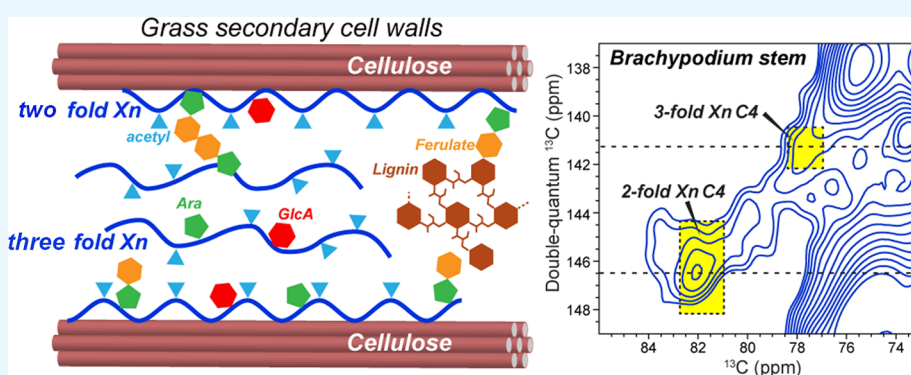 Grass secondary cell walls
Cellulose
two fold Xn
acetyl
Ferulate
Lignin
Ara
GlcA
three fold Xn
Cellulose
Brachypodium stem
3-fold Xn C4
2-fold Xn C4
Double-quantum ¹³C (ppm)
138
140
142
144
146
148
84 82 80 78 76 74
¹³C (ppm)